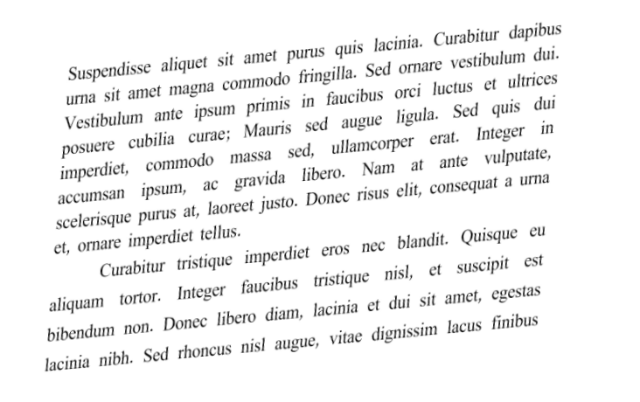 Suspendisse aliquet sit amet purus quis lacinia. Curabitur dapibus
urna sit amet magna commodo fringilla. Sed ornare vestibulum dui.
Vestibulum ante ipsum primis in faucibus orci luctus et ultrices
posuere cubilia curae; Mauris sed augue ligula. Sed quis dui
imperdiet, commodo massa sed, ullamcorper erat. Integer in
accumsan ipsum, ac gravida libero. Nam at ante vulputate,
scelerisque purus at, laoreet justo. Donec risus elit, consequat a urna
et, ornare imperdiet tellus.
Curabitur tristique imperdiet eros nec blandit. Quisque eu
aliquam tortor. Integer faucibus tristique nisl, et suscipit est
bibendum non. Donec libero diam, lacinia et dui sit amet, egestas
lacinia nibh. Sed rhoncus nisl augue, vitae dignissim lacus finibus